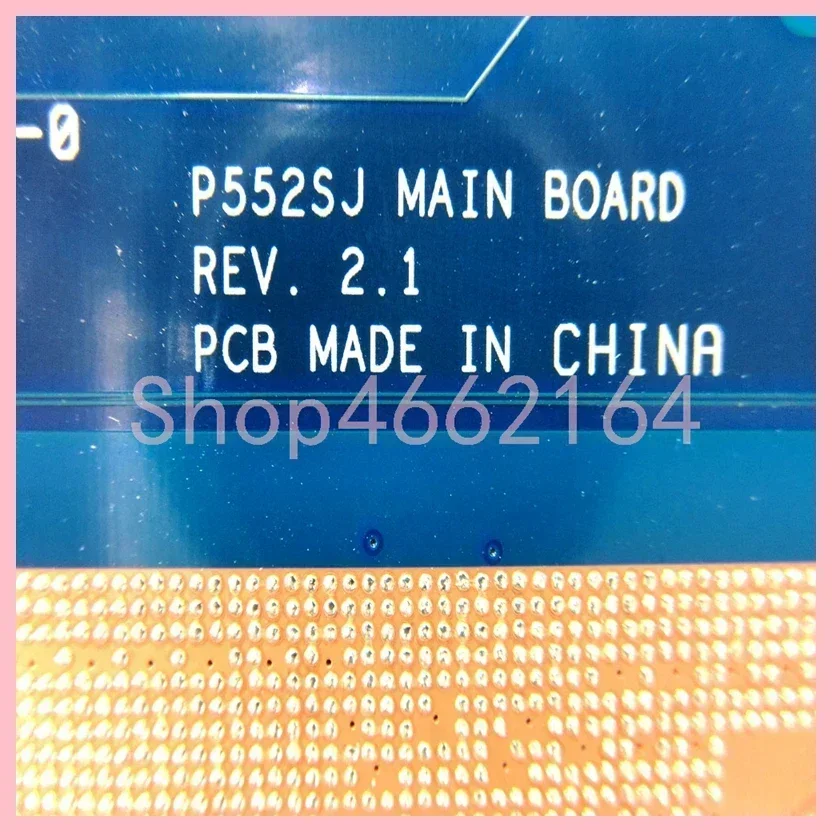 -0
P552SJ MAIN BOARD
REV. 2.1
PCB MADE IN CHINA
Shop4662164